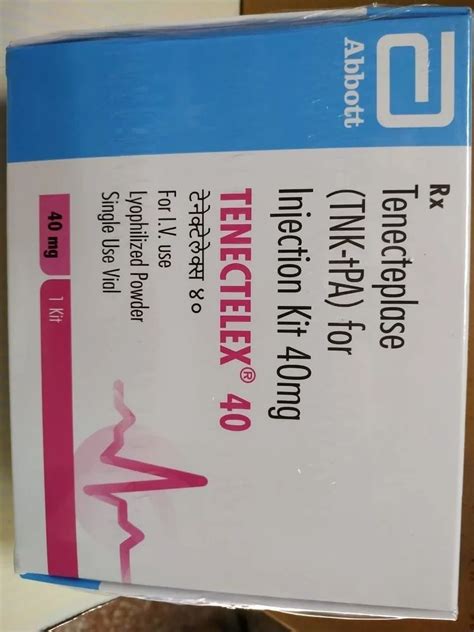 Abbott
Rx
Tenecteplase
(TNK-tPA) for
Injection Kit 40mg
TENECTELEX® 40
टेनेक्टेलेक्स ४०
For I.V. use
Lyophilized Powder
Single Use Vial
40 mg
1 Kit